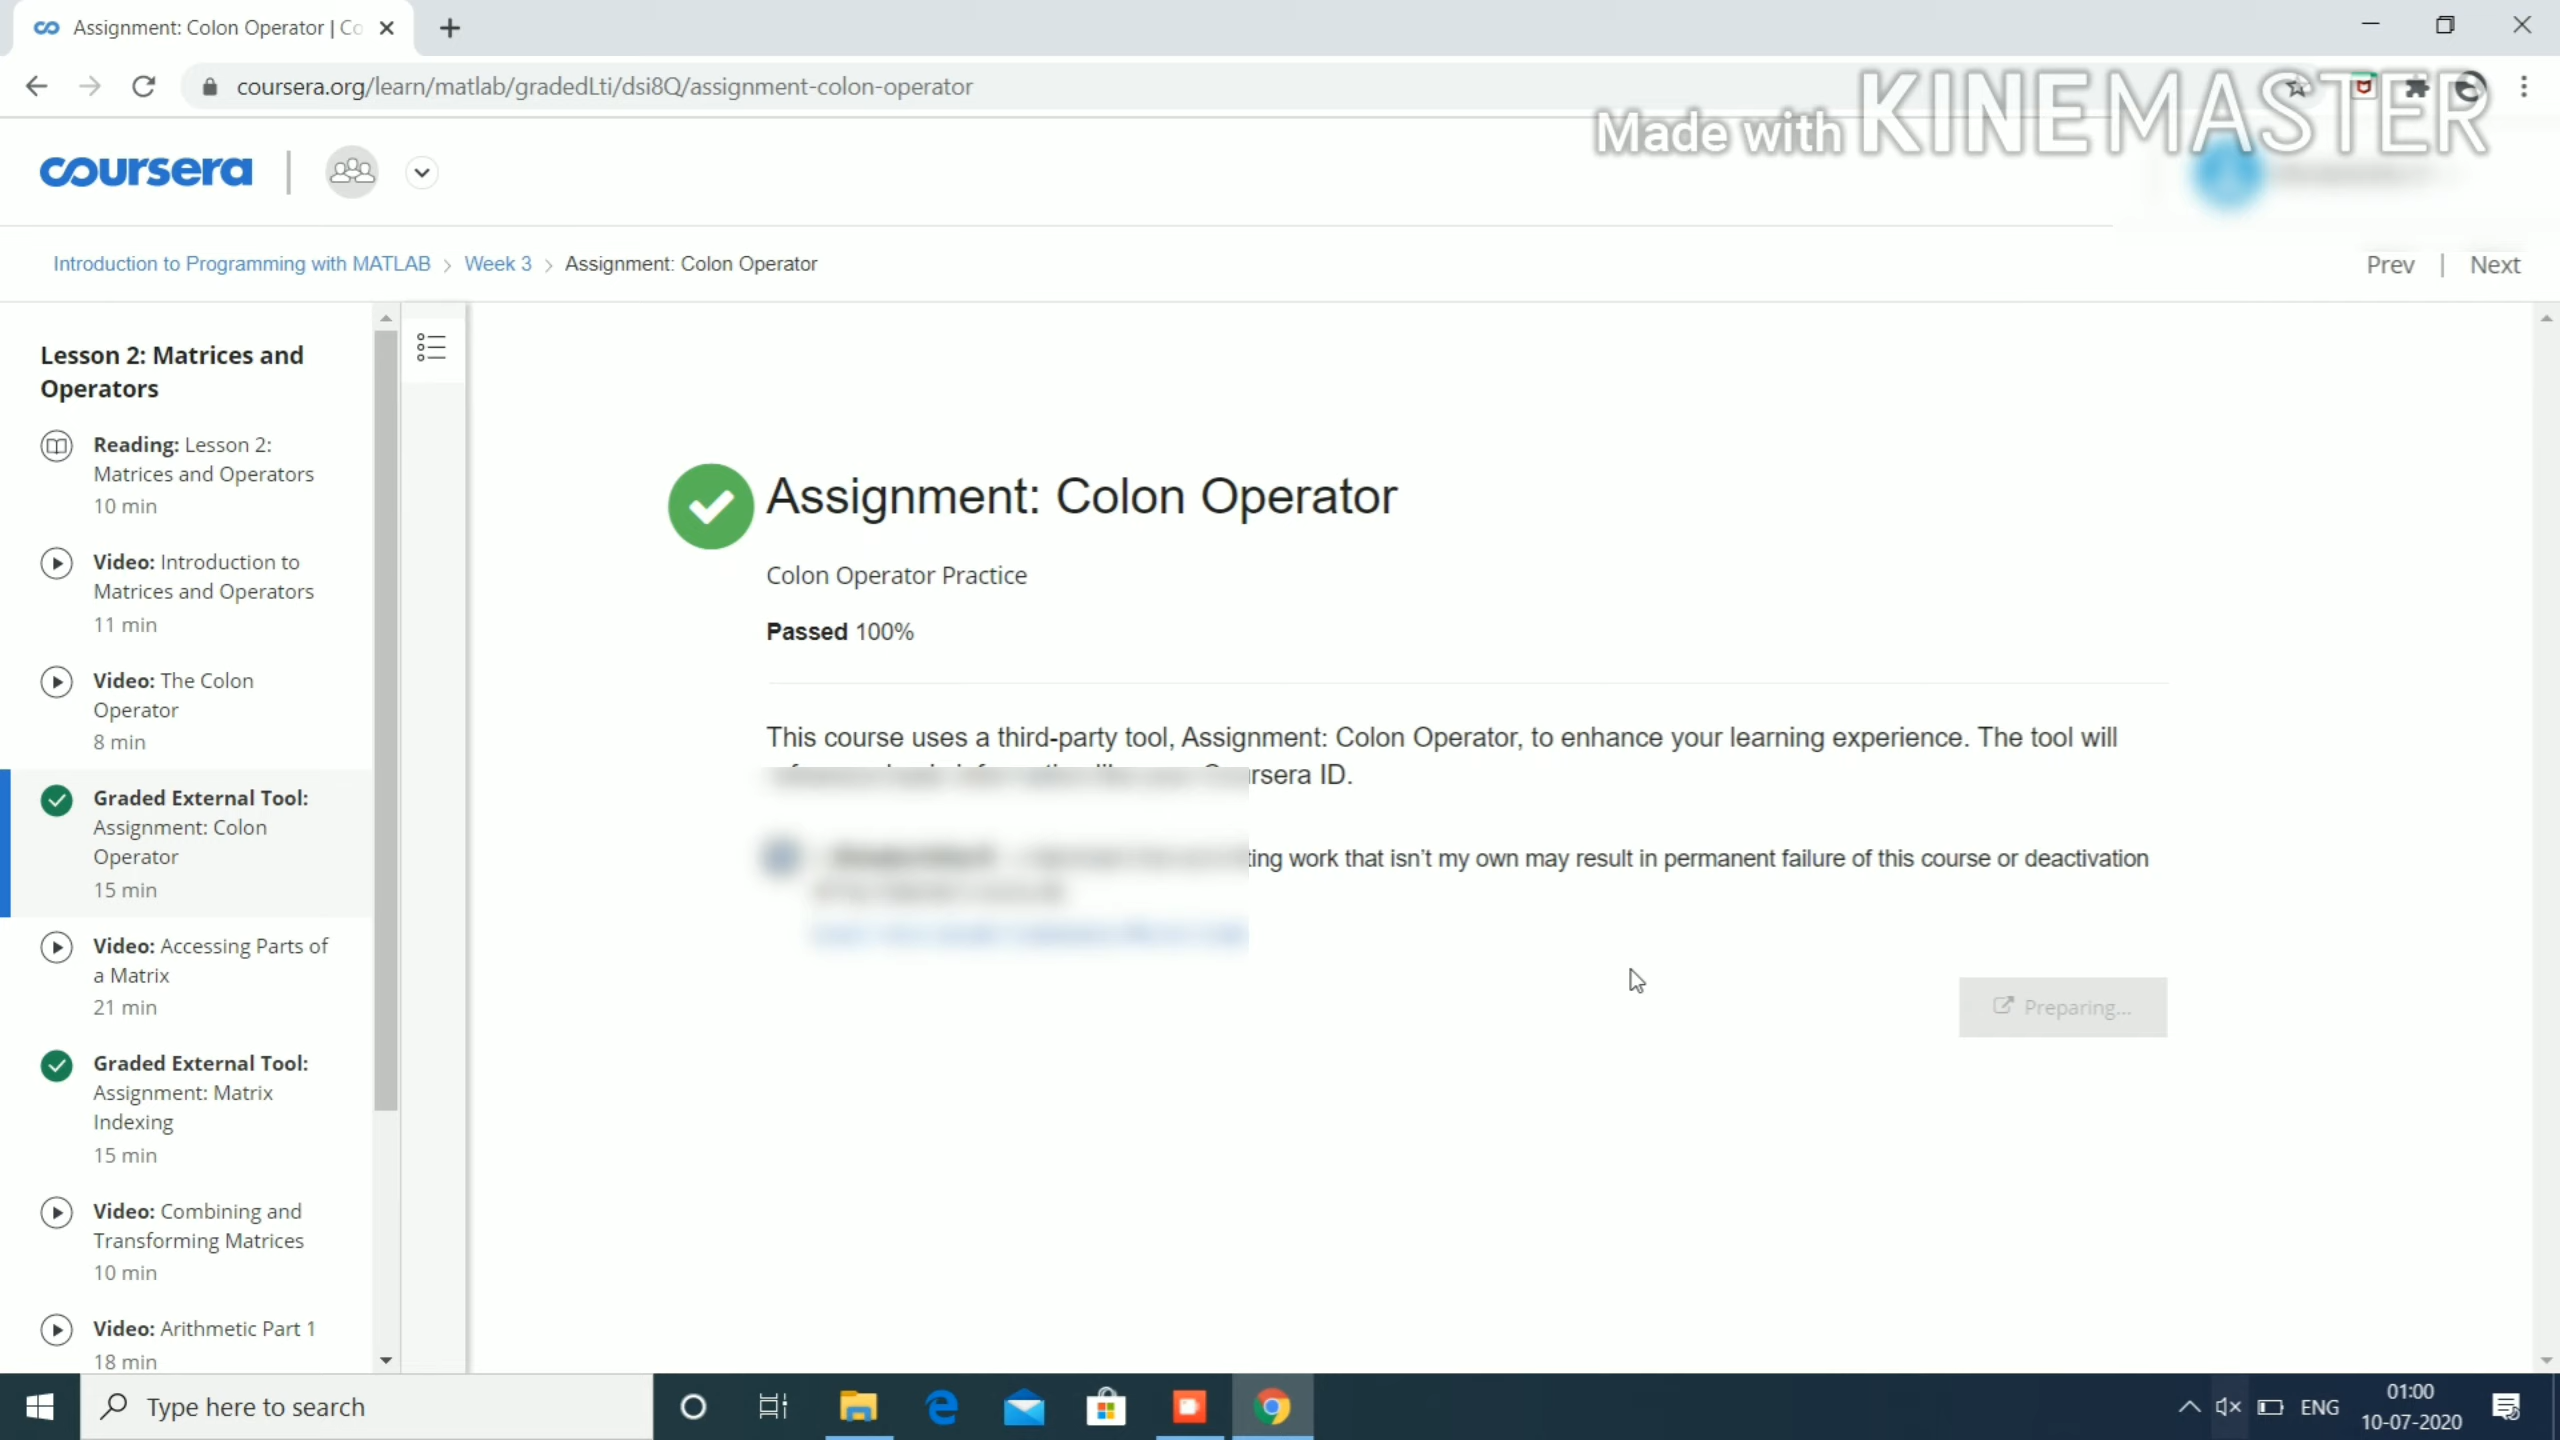 Assignment: Colon Operator | Co
coursera.org/learn/matlab/gradedLti/dsi8Q/assignment-colon-operator
Made with KINEMASTER
coursera
Introduction to Programming with MATLAB > Week 3 > Assignment: Colon Operator
Prev | Next
Lesson 2: Matrices and
Operators
Reading: Lesson 2:
Matrices and Operators
10 min
Video: Introduction to
Matrices and Operators
11 min
Video: The Colon
Operator
8 min
Graded External Tool:
Assignment: Colon
Operator
15 min
Video: Accessing Parts of
a Matrix
21 min
Graded External Tool:
Assignment: Matrix
Indexing
15 min
Video: Combining and
Transforming Matrices
10 min
Video: Arithmetic Part 1
18 min
Assignment: Colon Operator
Colon Operator Practice
Passed 100%
This course uses a third-party tool, Assignment: Colon Operator, to enhance your learning experience. The tool will
ID.
work that isn't my own may result in permanent failure of this course or deactivation
Preparing...
Type here to search
ENG
01:00
10-07-2020